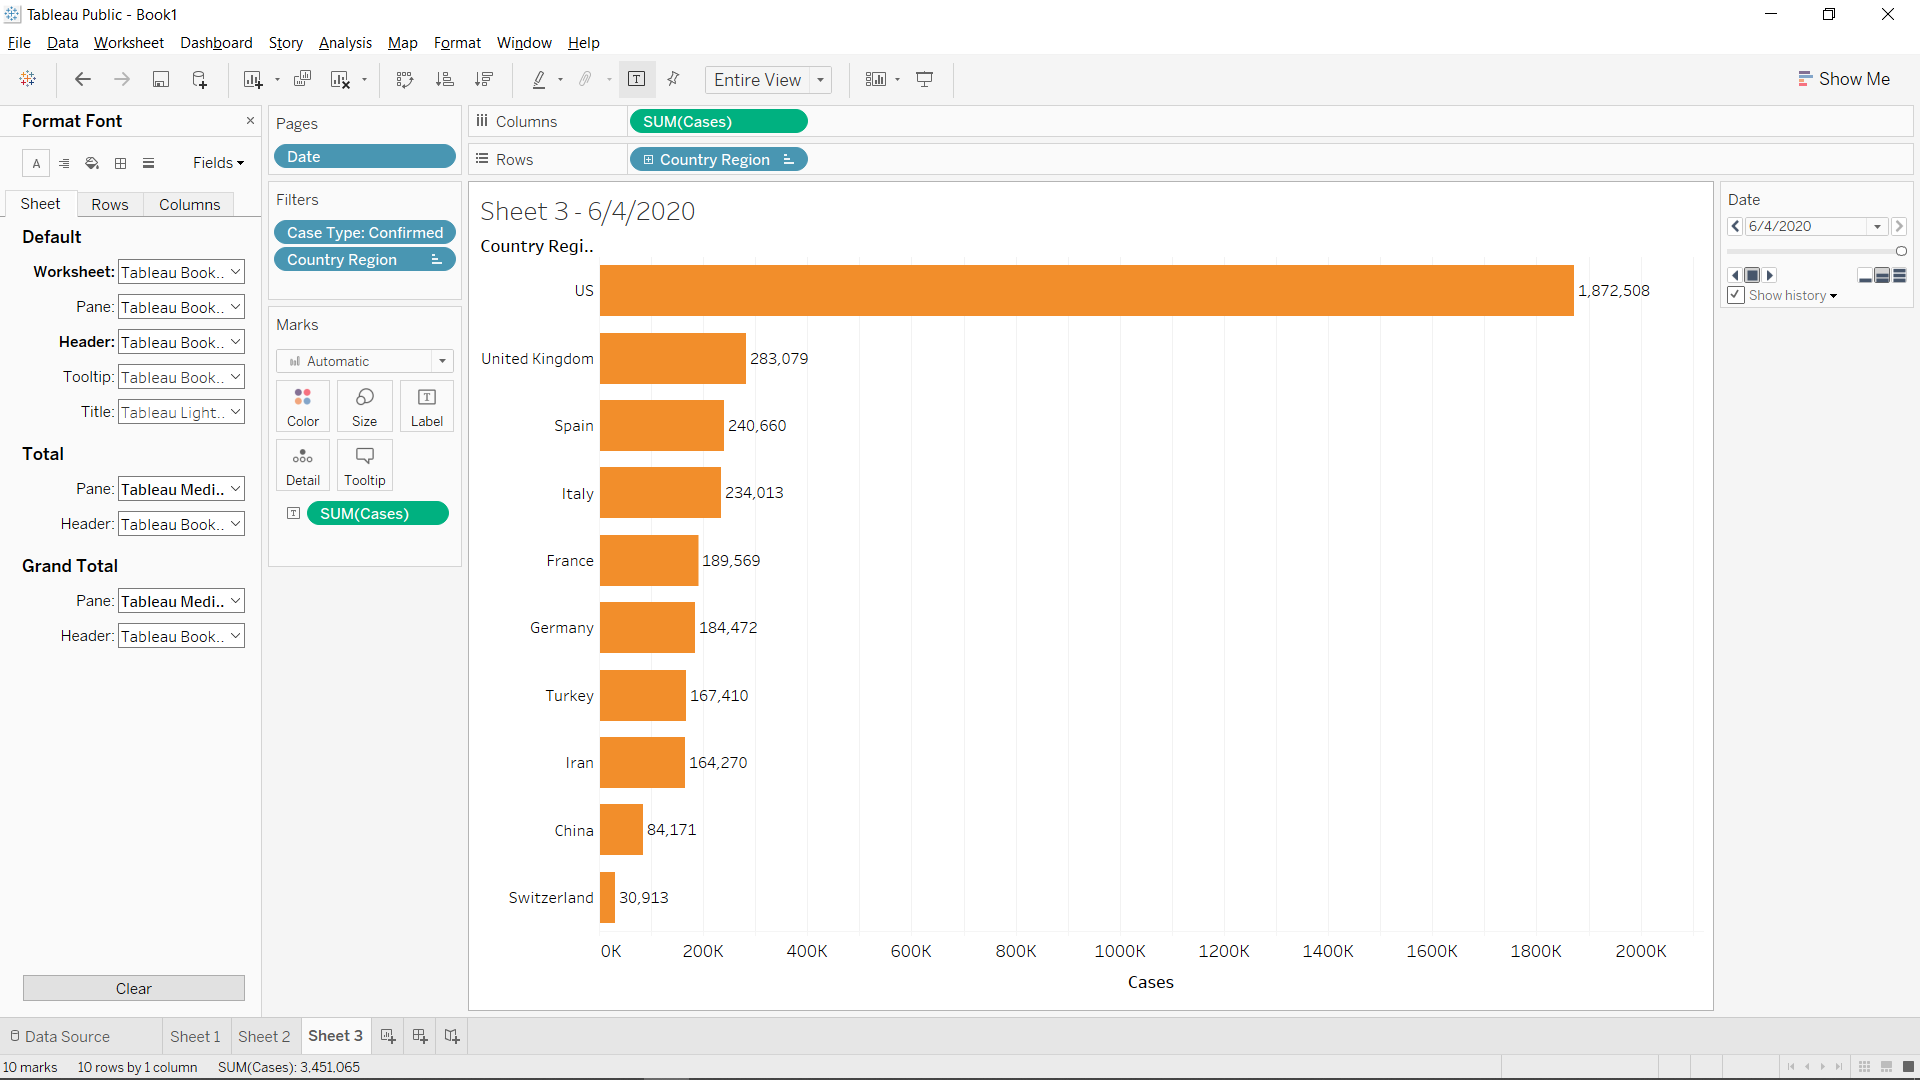 Tableau Public - Book1
File Data Worksheet Dashboard Story Analysis Map Format Window Help
Entire View
Show Me
Format Font
Fields
Sheet Rows Columns
Default
Worksheet: Tableau Book..
Pane: Tableau Book..
Header: Tableau Book..
Tooltip: Tableau Book..
Title: Tableau Light..
Total
Pane: Tableau Medi..
Header: Tableau Book..
Grand Total
Pane: Tableau Medi..
Header: Tableau Book..
Clear
Pages
Date
Filters
Case Type: Confirmed
Country Region
Marks
Automatic
Color Size Label
Detail Tooltip
SUM(Cases)
Columns SUM(Cases)
Rows Country Region
Sheet 3 - 6/4/2020
Country Regi..
US 1,872,508
United Kingdom 283,079
Spain 240,660
Italy 234,013
France 189,569
Germany 184,472
Turkey 167,410
Iran 164,270
China 84,171
Switzerland 30,913
0K 200K 400K 600K 800K 1000K 1200K 1400K 1600K 1800K 2000K
Cases
Date
6/4/2020
Show history
Data Source Sheet 1 Sheet 2 Sheet 3
10 marks 10 rows by 1 column SUM(Cases): 3,451,065